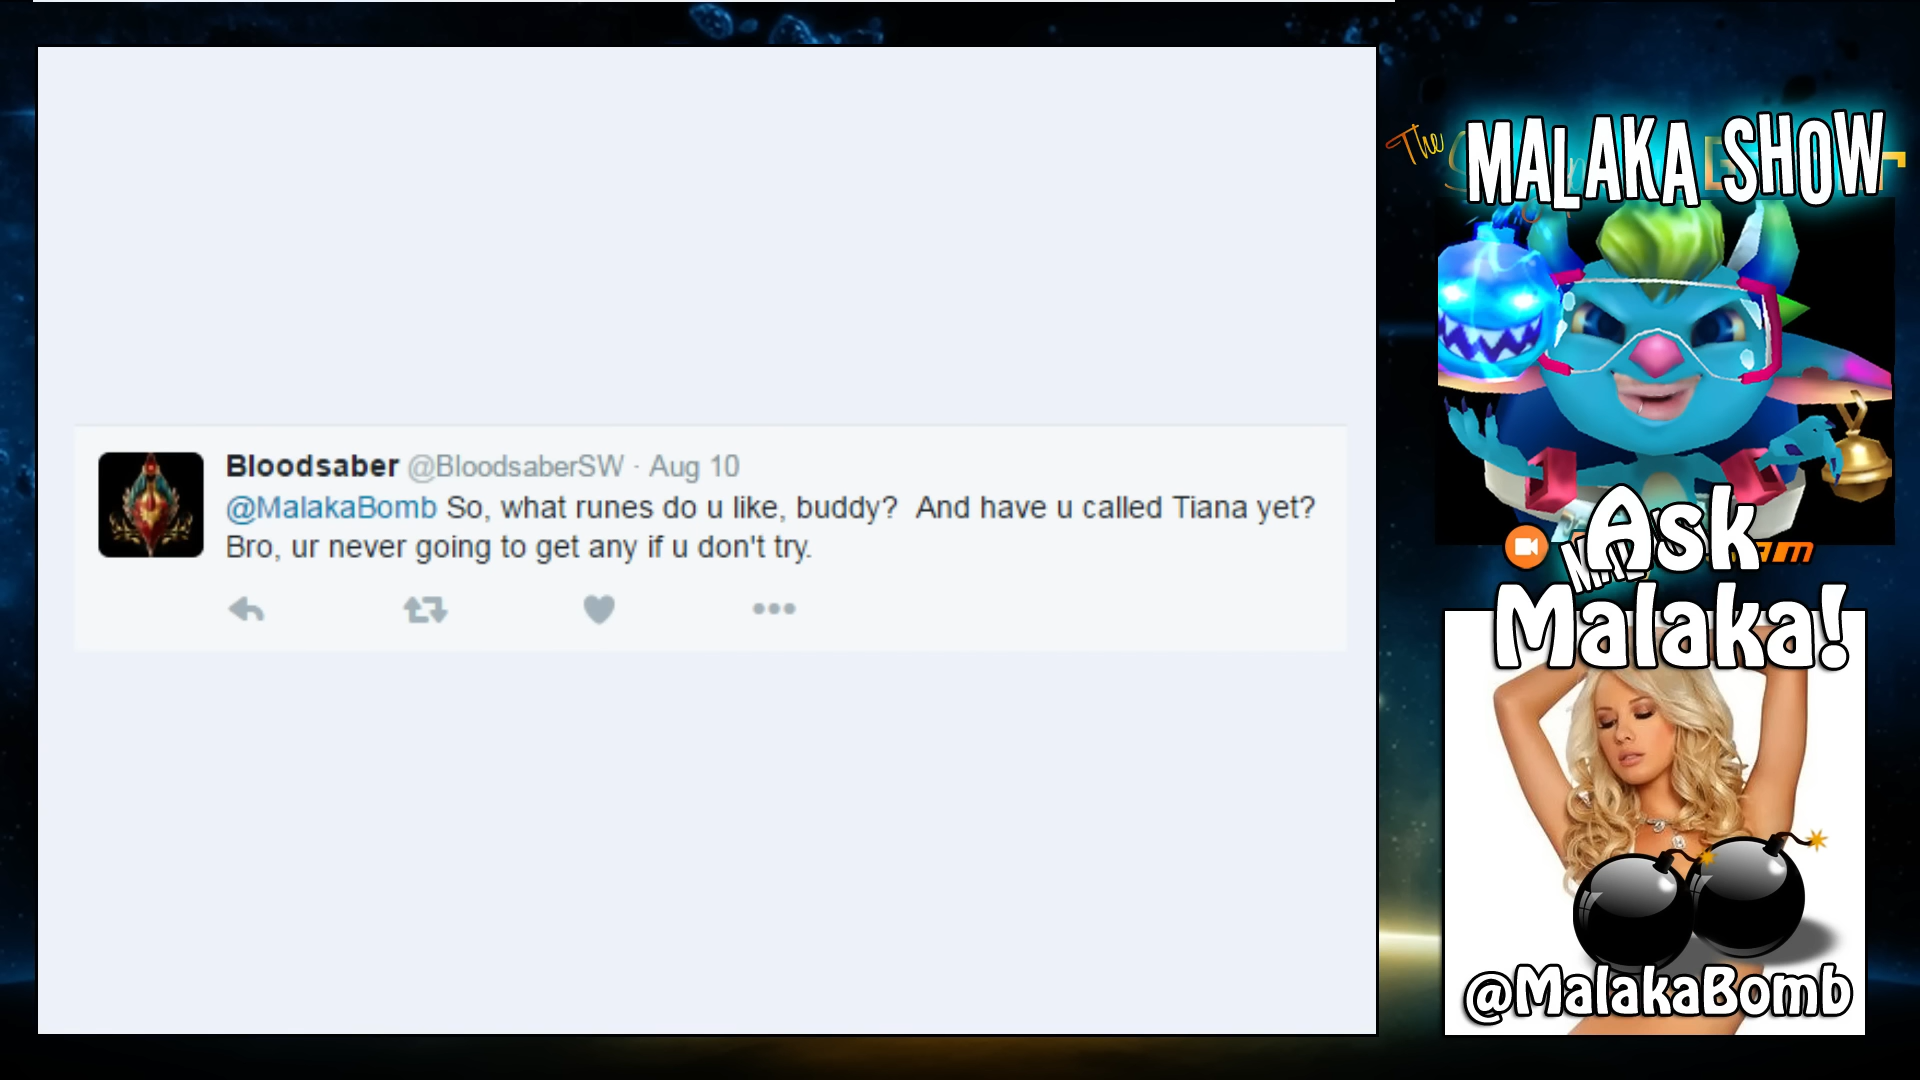 Bloodsaber @BloodsaberSW · Aug 10
@MalakaBomb So, what runes do u like, buddy?  And have u called Tiana yet?
Bro, ur never going to get any if u don't try.
The
MALAKA SHOW
Ask
Malaka!
@MalakaBomb